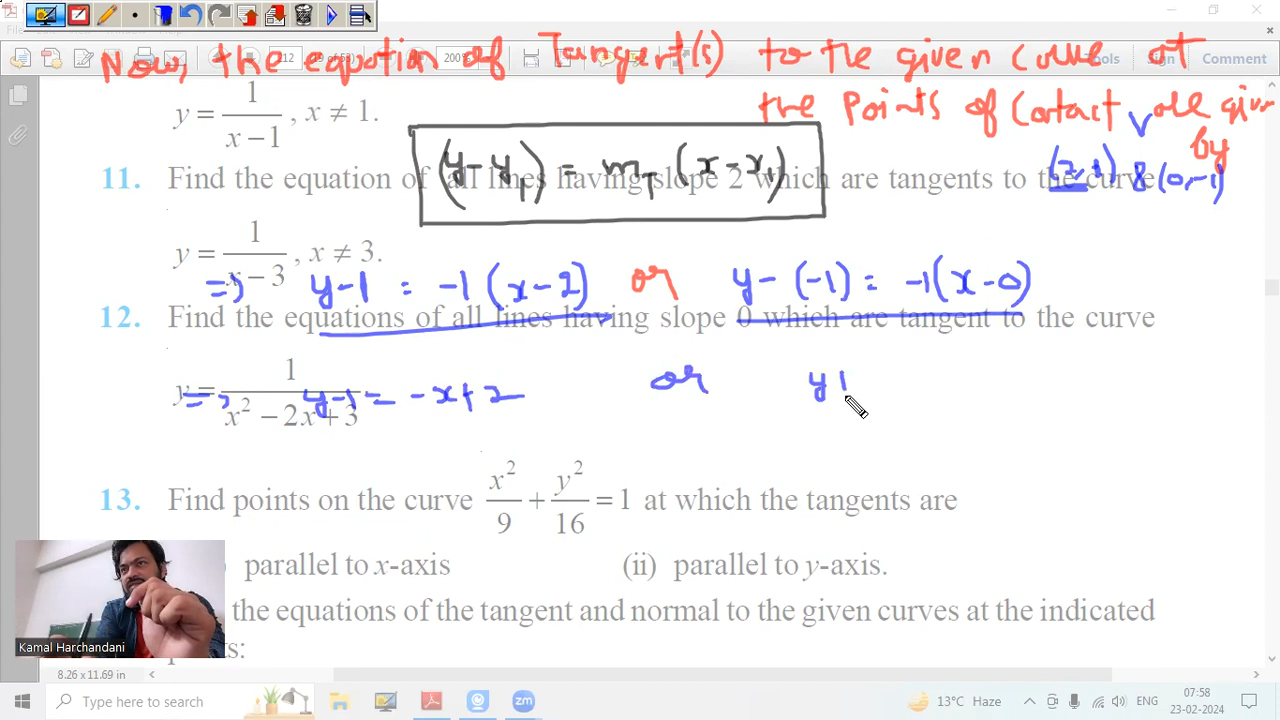 Now, the equation of Tangent(s) to the given curve at
112
200%
Tools
Sign
Comment
y = 1/(x − 1), x ≠ 1.
the Points of Contact are given
by
(2,1) & (0,-1)
(y-y₁) = m_T (x-x₁)
11. Find the equation of all lines having slope 2 which are tangents to the curve
y = 1/(x − 3), x ≠ 3.
=> y-1 = -1(x-2) or y-(-1) = -1(x-0)
12. Find the equations of all lines having slope 0 which are tangent to the curve
y = 1/(x² − 2x + 3)
=> y-1 = -x+2 or y
13. Find points on the curve x²/9 + y²/16 = 1 at which the tangents are
parallel to x-axis (ii) parallel to y-axis.
the equations of the tangent and normal to the given curves at the indicated
Kamal Harchandani
8.26 x 11.69 in
Type here to search
13°C Haze
ENG
07:58
23-02-2024